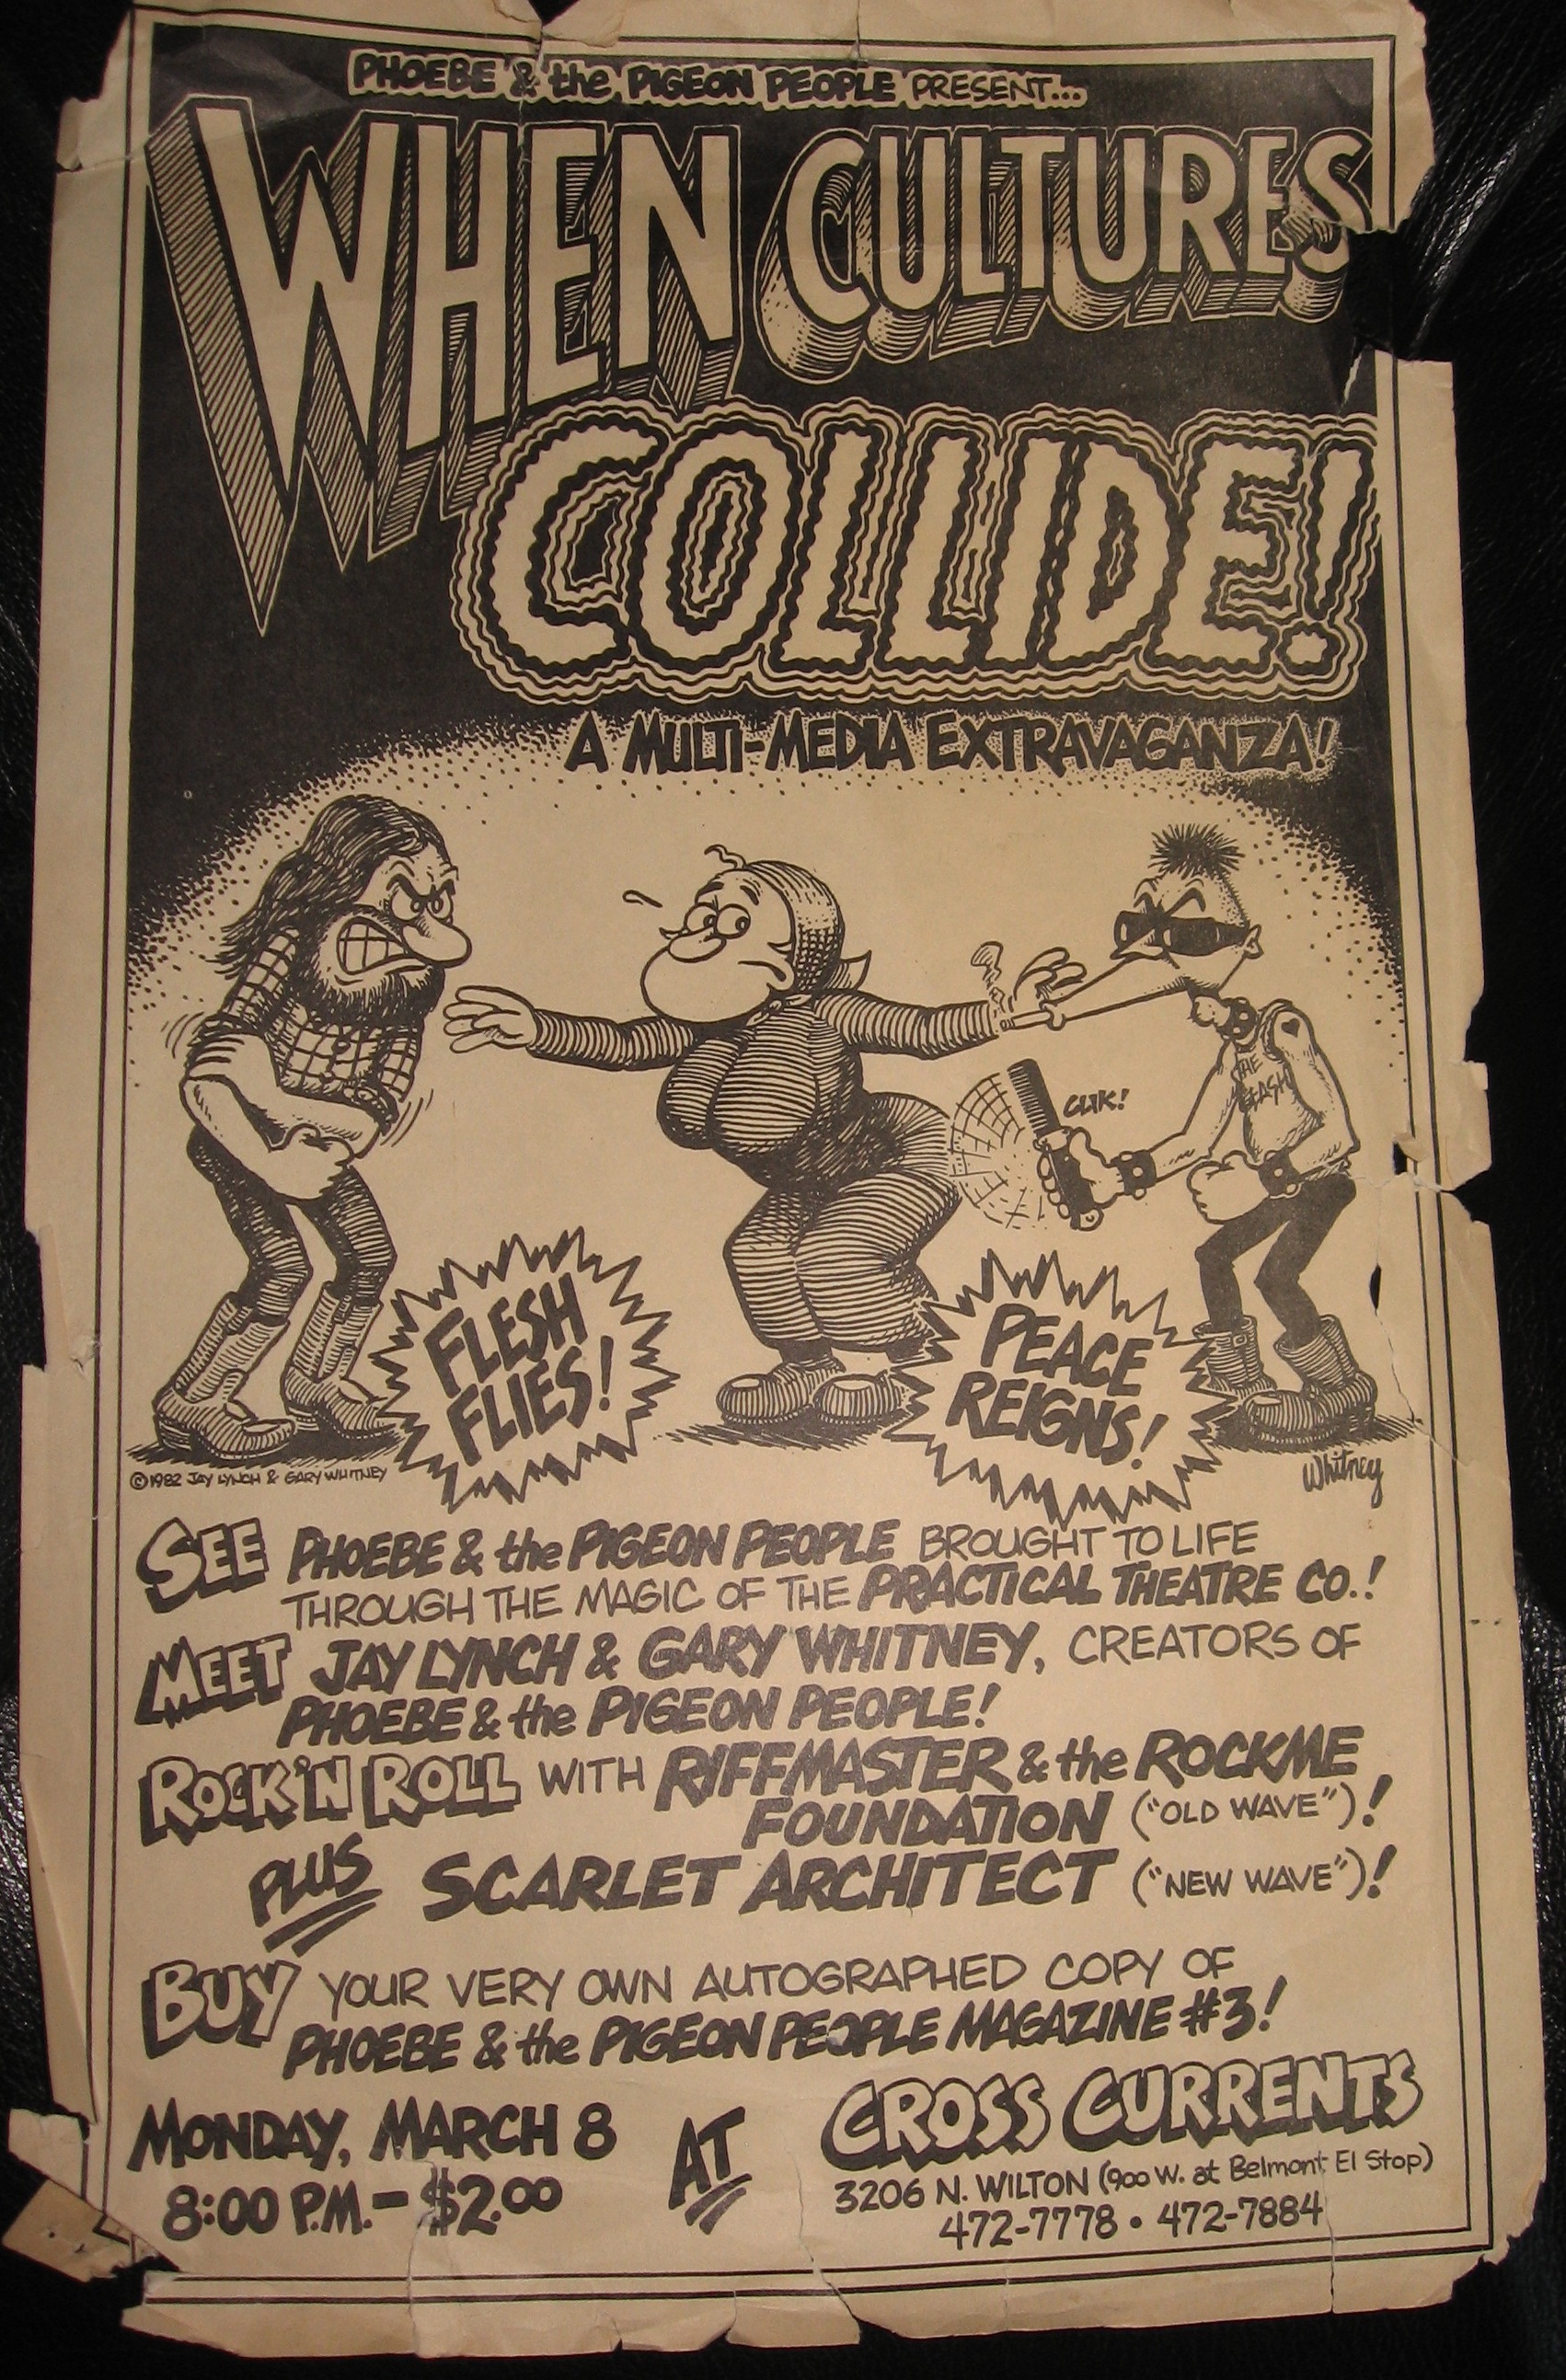 PHOEBE & the PIGEON PEOPLE PRESENT...
WHEN CULTURES
COLLIDE!
A MULTI-MEDIA EXTRAVAGANZA!
THE
CLASH
CLIK!
FLESH
FLIES!
PEACE
REIGNS!
©1982 JAY LYNCH & GARY WHITNEY
Whitney
SEE PHOEBE & the PIGEON PEOPLE BROUGHT TO LIFE
THROUGH THE MAGIC OF THE PRACTICAL THEATRE CO.!
MEET JAY LYNCH & GARY WHITNEY, CREATORS OF
PHOEBE & the PIGEON PEOPLE!
ROCK 'N ROLL WITH RIFFMASTER & the ROCKME
FOUNDATION ("OLD WAVE")!
PLUS SCARLET ARCHITECT ("NEW WAVE")!
BUY YOUR VERY OWN AUTOGRAPHED COPY OF
PHOEBE & the PIGEON PEOPLE MAGAZINE #3!
MONDAY, MARCH 8
8:00 P.M. - $2.00
AT
CROSS CURRENTS
3206 N. WILTON (900 W. at Belmont El Stop)
472-7778 • 472-7884